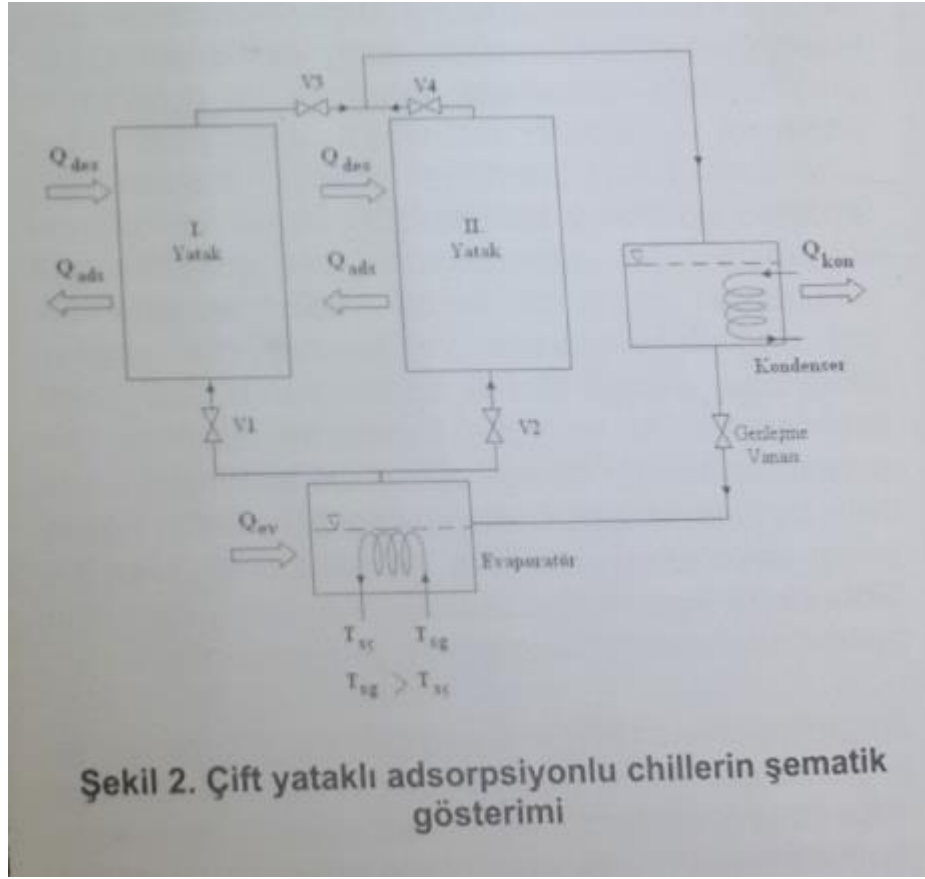 V3
V4
Q des
Q des
I.
Yatak
II.
Yatak
Q ads
Q ads
Q kon
Kondenser
V1
V2
Genleşme
Vanası
Q ev
Evaporatör
T sç
T sg
T sg > T sç
Şekil 2. Çift yataklı adsorpsiyonlu chillerin şematik
gösterimi